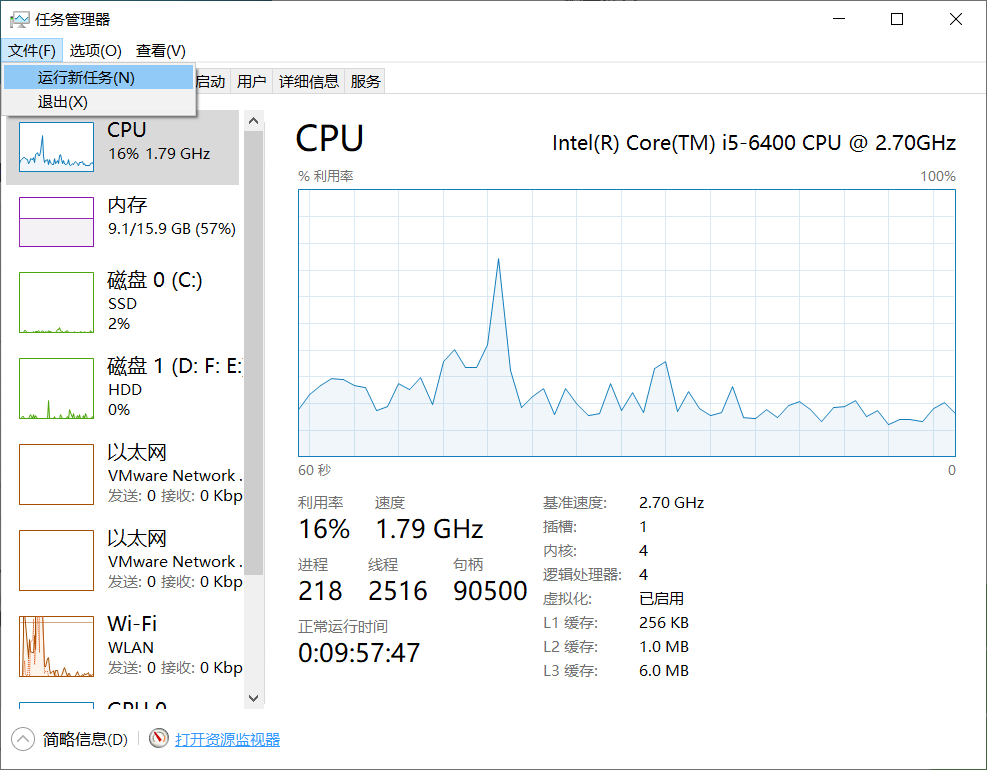 任务管理器
文件(F) 选项(O) 查看(V)
运行新任务(N)
退出(X)
启动 用户 详细信息 服务
CPU
16% 1.79 GHz
内存
9.1/15.9 GB (57%)
磁盘 0 (C:)
SSD
2%
磁盘 1 (D: F: E:
HDD
0%
以太网
VMware Network .
发送: 0 接收: 0 Kbp
以太网
VMware Network .
发送: 0 接收: 0 Kbp
Wi-Fi
WLAN
发送: 0 接收: 0 Kbp
CPU
Intel(R) Core(TM) i5-6400 CPU @ 2.70GHz
% 利用率
100%
60 秒
0
利用率 速度
16% 1.79 GHz
进程 线程 句柄
218 2516 90500
正常运行时间
0:09:57:47
基准速度: 2.70 GHz
插槽: 1
内核: 4
逻辑处理器: 4
虚拟化: 已启用
L1 缓存: 256 KB
L2 缓存: 1.0 MB
L3 缓存: 6.0 MB
简略信息(D) 打开资源监视器